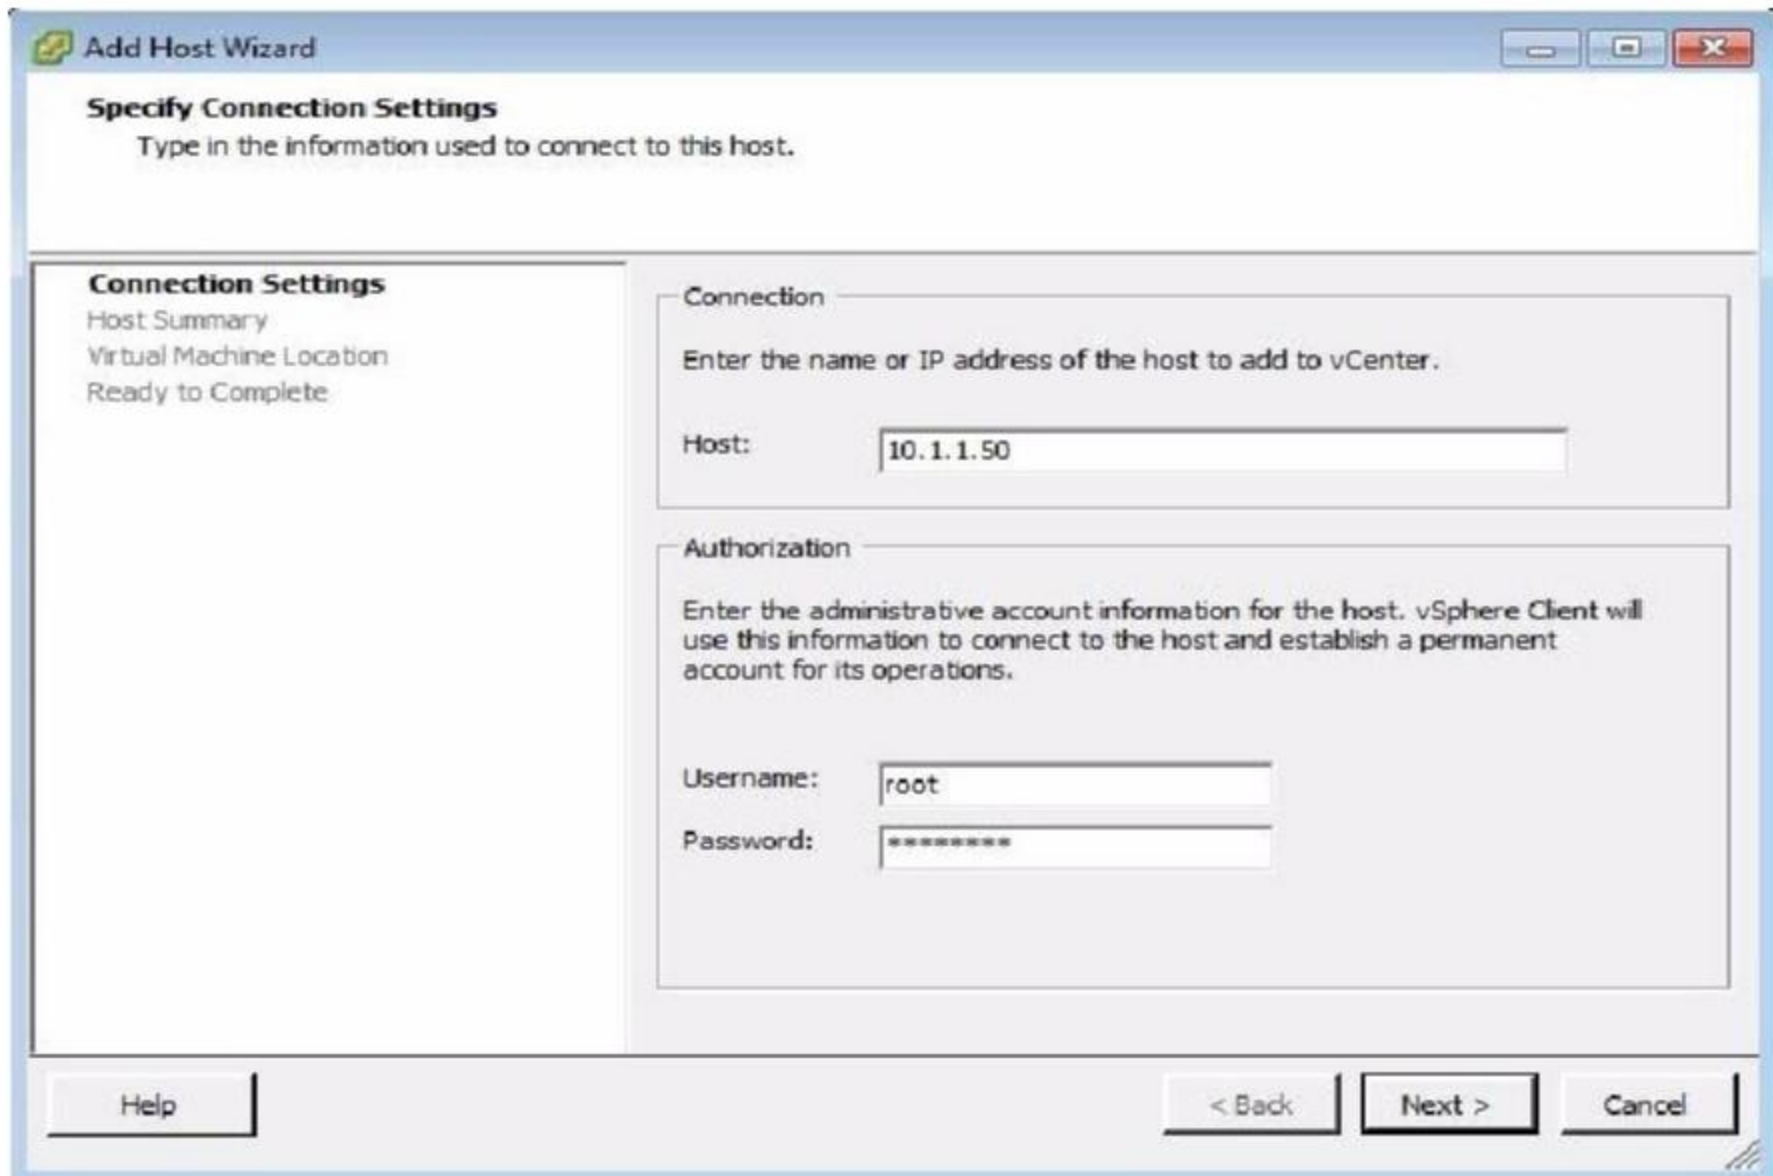 Add Host Wizard
Specify Connection Settings
Type in the information used to connect to this host.
Connection Settings
Host Summary
Virtual Machine Location
Ready to Complete
Connection
Enter the name or IP address of the host to add to vCenter.
Host: 10.1.1.50
Authorization
Enter the administrative account information for the host. vSphere Client will
use this information to connect to the host and establish a permanent
account for its operations.
Username: root
Password: ********
Help
< Back
Next >
Cancel